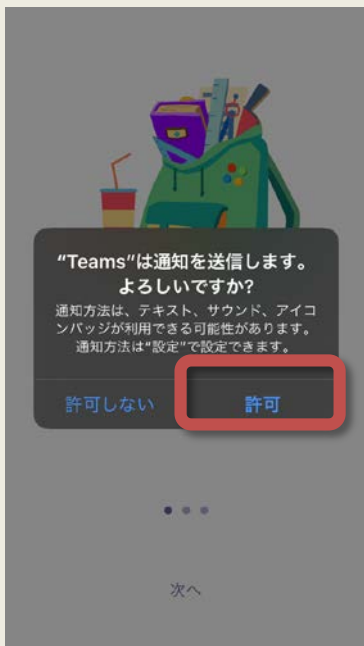 “Teams”は通知を送信します。
よろしいですか?
通知方法は、テキスト、サウンド、アイコ
ンバッジが利用できる可能性があります。
通知方法は“設定”で設定できます。
許可しない
許可
次へ